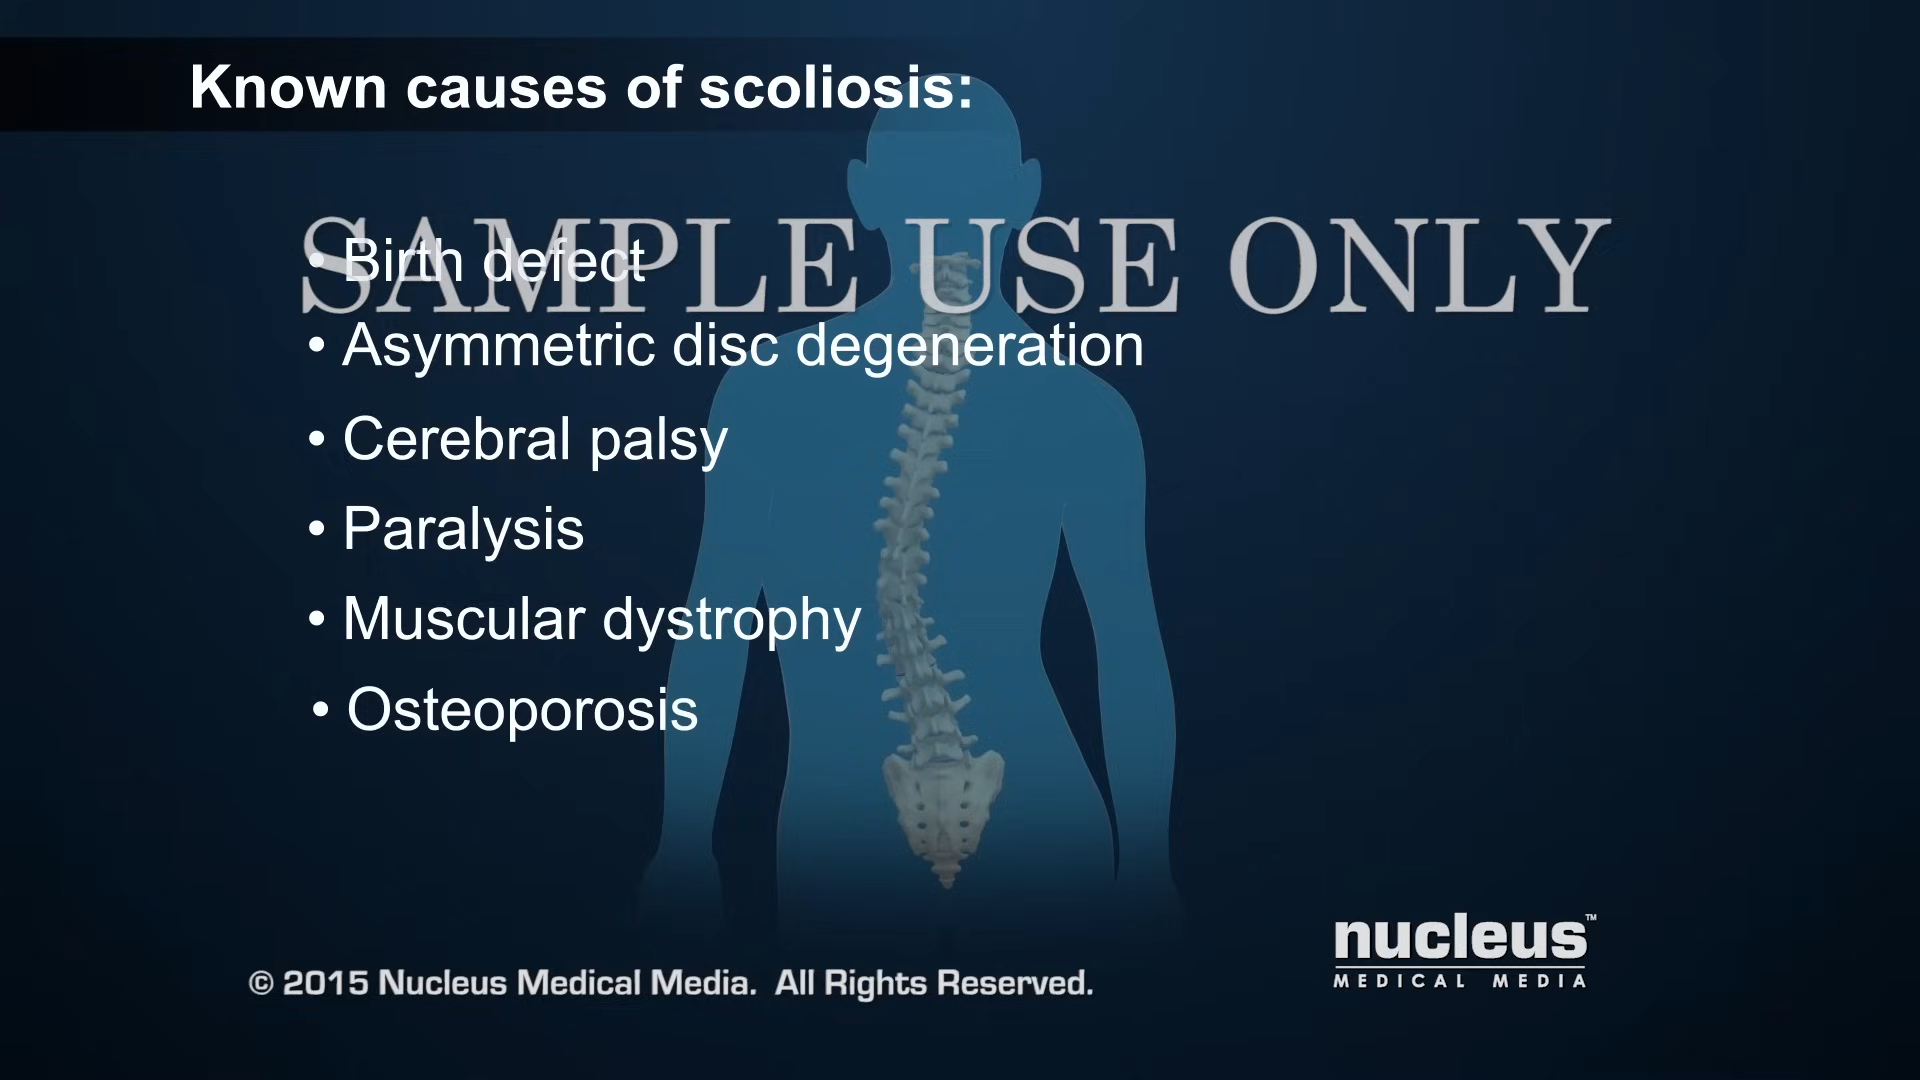 Known causes of scoliosis:
SAMPLE USE ONLY
• Birth defect
• Asymmetric disc degeneration
• Cerebral palsy
• Paralysis
• Muscular dystrophy
• Osteoporosis
nucleus™
MEDICAL MEDIA
© 2015 Nucleus Medical Media. All Rights Reserved.